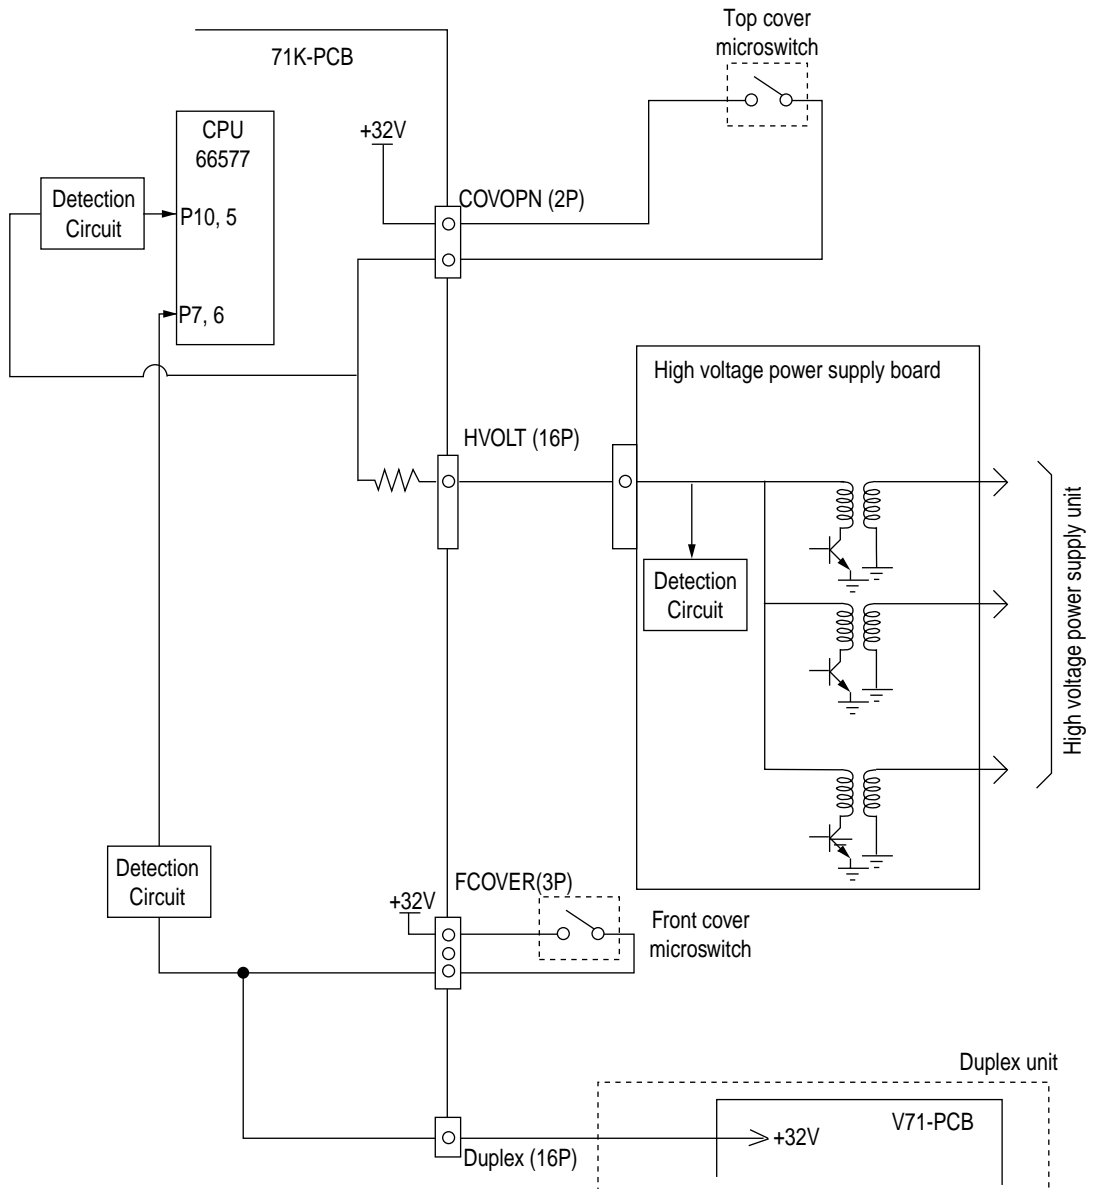 Top cover
microswitch
71K-PCB
CPU
66577
+32V
Detection
Circuit
P10, 5
COVOPN (2P)
P7, 6
High voltage power supply board
HVOLT (16P)
High voltage power supply unit
Detection
Circuit
Detection
Circuit
FCOVER(3P)
+32V
Front cover
microswitch
Duplex unit
V71-PCB
+32V
Duplex (16P)